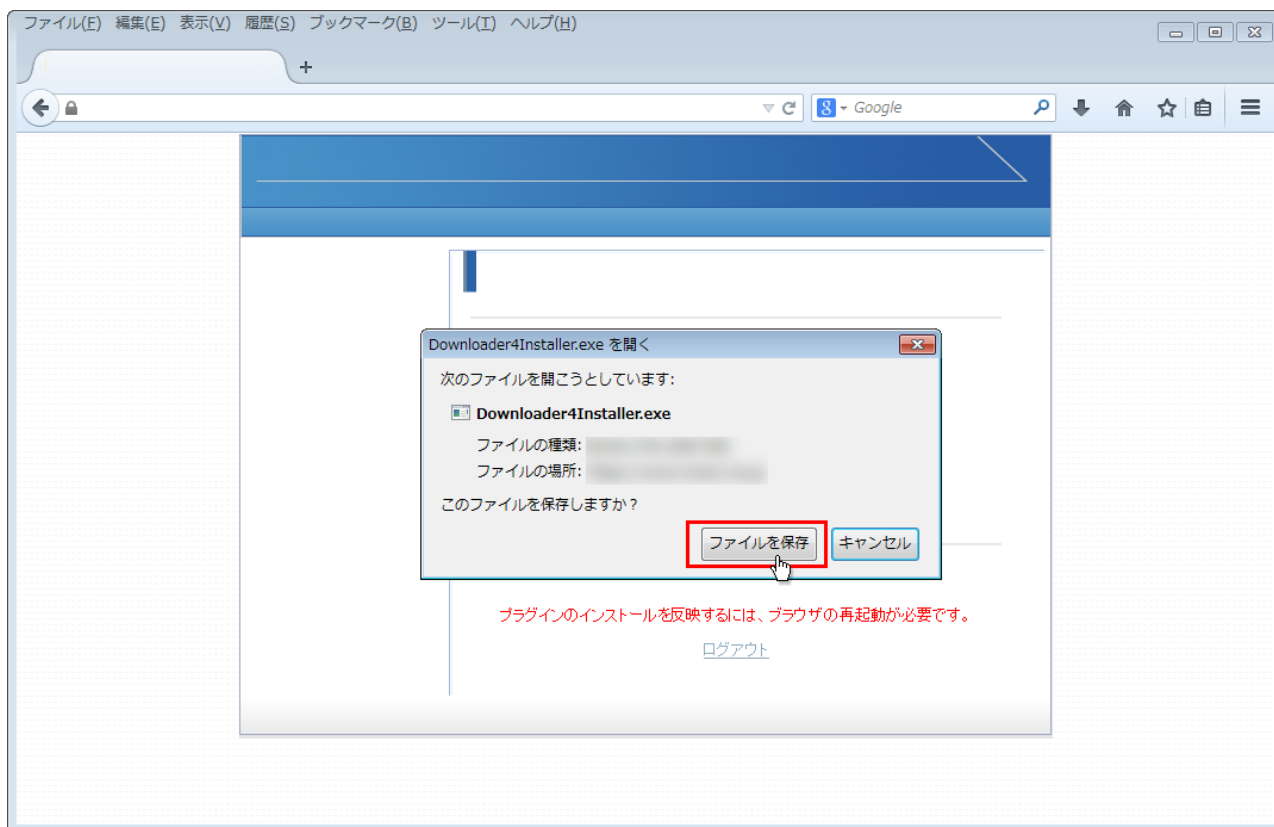 ファイル(F) 編集(E) 表示(V) 履歴(S) ブックマーク(B) ツール(T) ヘルプ(H)
8 Google
Downloader4Installer.exe を開く
次のファイルを開こうとしています:
Downloader4Installer.exe
ファイルの種類:
ファイルの場所:
このファイルを保存しますか?
ファイルを保存 キャンセル
プラグインのインストールを反映するには、ブラウザの再起動が必要です。
ログアウト